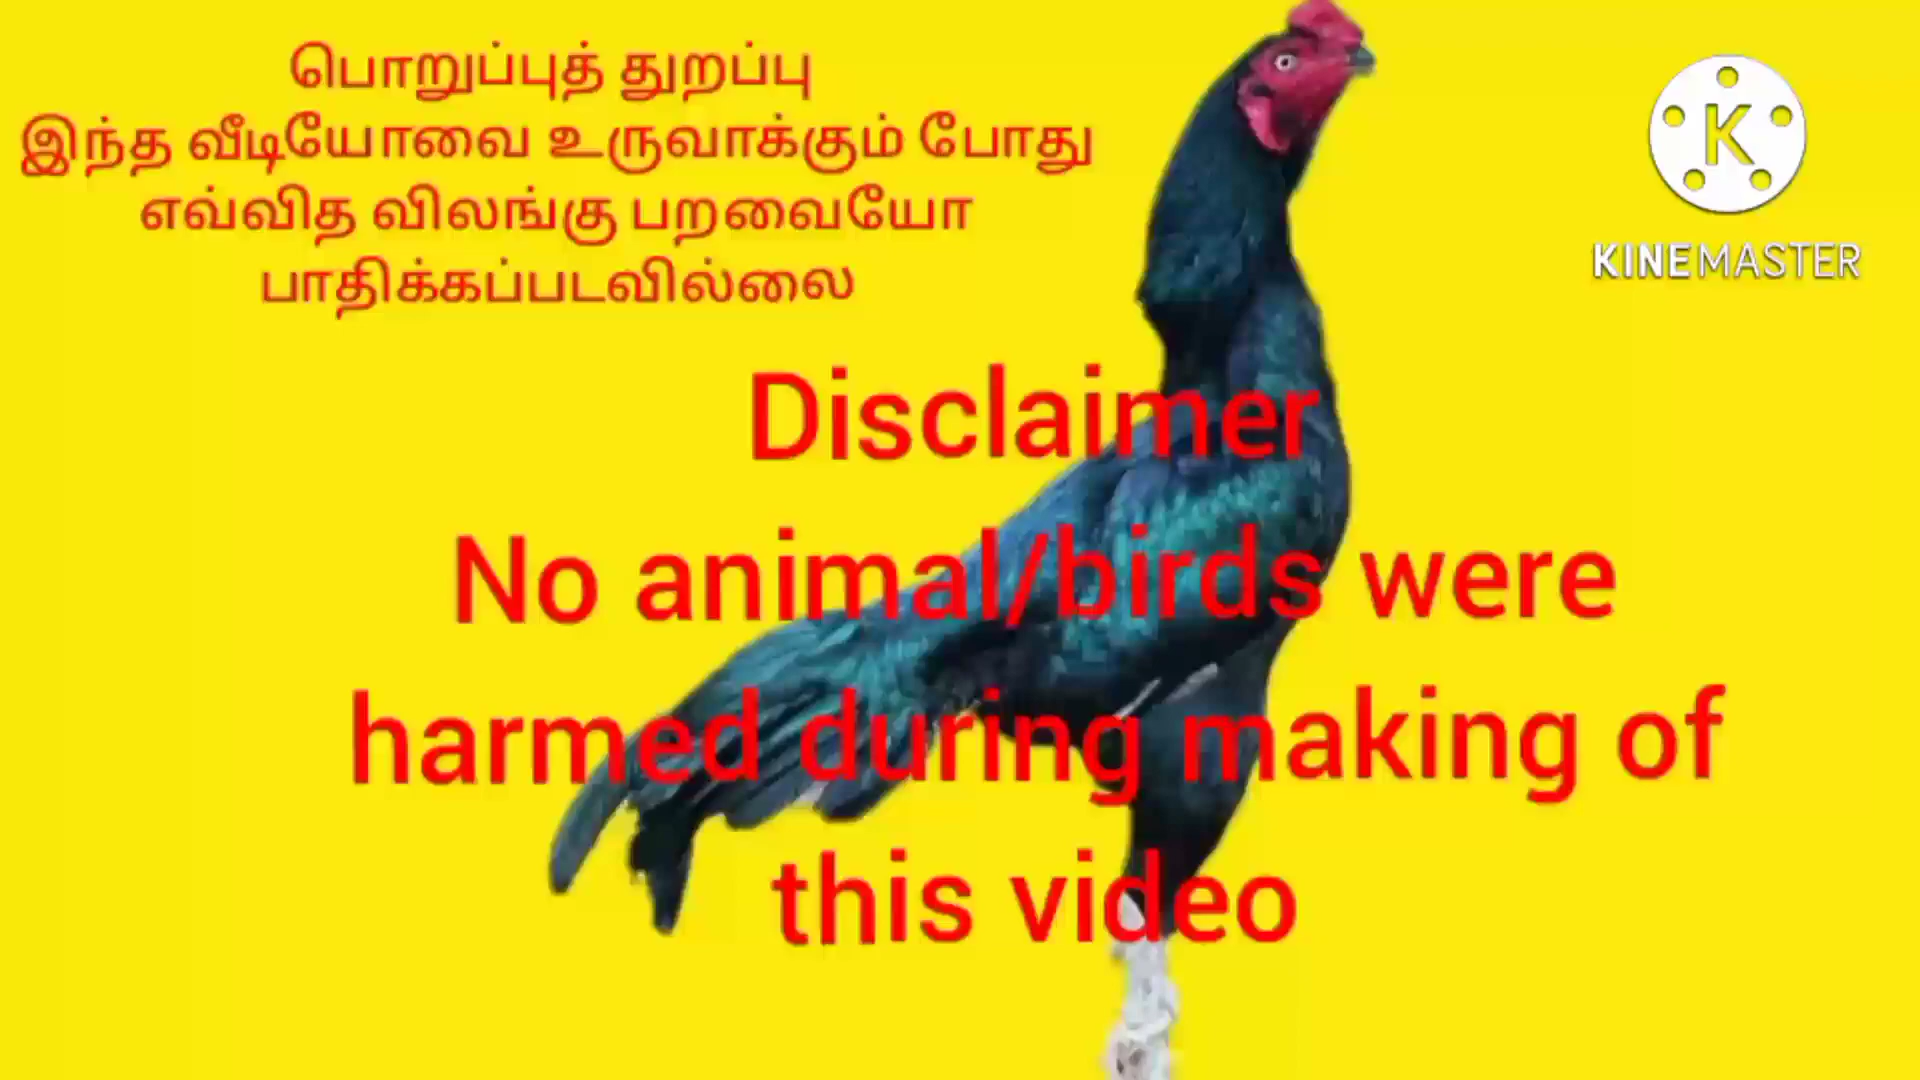 பொறுப்புத் துறப்பு
இந்த வீடியோவை உருவாக்கும் போது
எவ்வித விலங்கு பறவையோ
பாதிக்கப்படவில்லை
K
KINEMASTER
Disclaimer
No animal/birds were
harmed during making of
this video